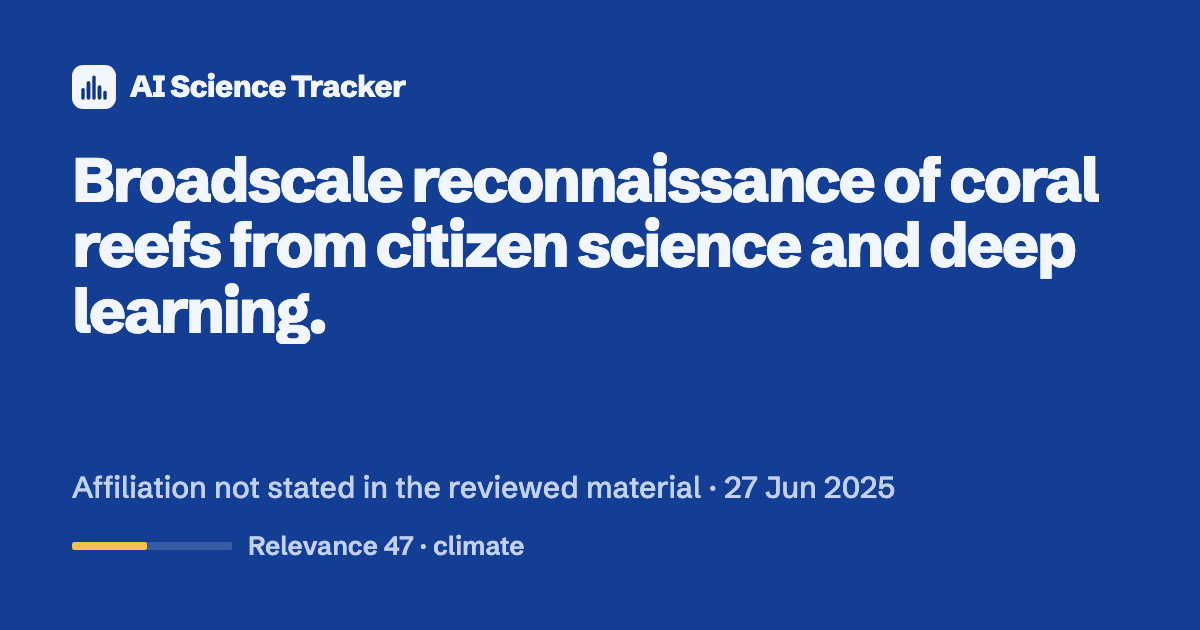 AI Science Tracker
Broadscale reconnaissance of coral
reefs from citizen science and deep
learning.
Affiliation not stated in the reviewed material · 27 Jun 2025
Relevance 47 · climate